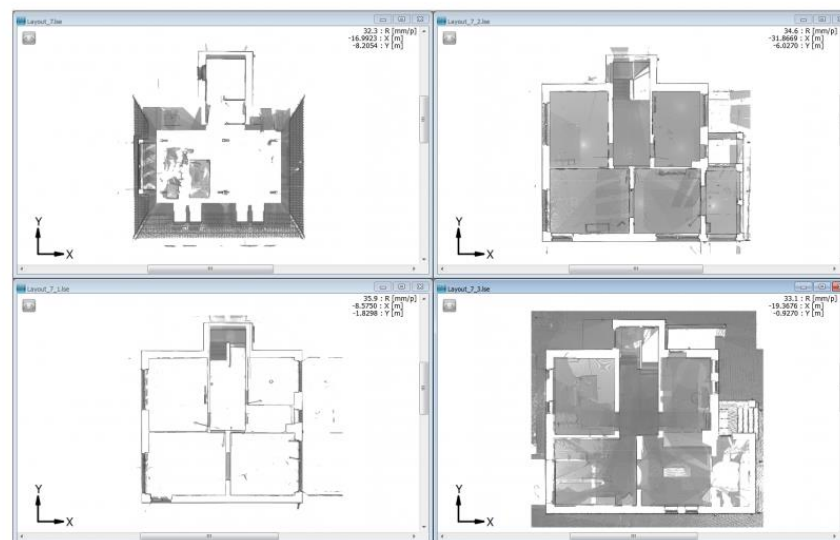 Layout_7.lse
32.3 : R [mm/p]
-16.9923 : X [m]
-8.2054 : Y [m]
Y
X
Layout_7_2.lse
34.6 : R [mm/p]
-31.8669 : X [m]
-6.0270 : Y [m]
Y
X
Layout_7_1.lse
35.9 : R [mm/p]
-8.5750 : X [m]
-1.8298 : Y [m]
Y
X
Layout_7_3.lse
33.1 : R [mm/p]
-19.3676 : X [m]
-0.9270 : Y [m]
Y
X